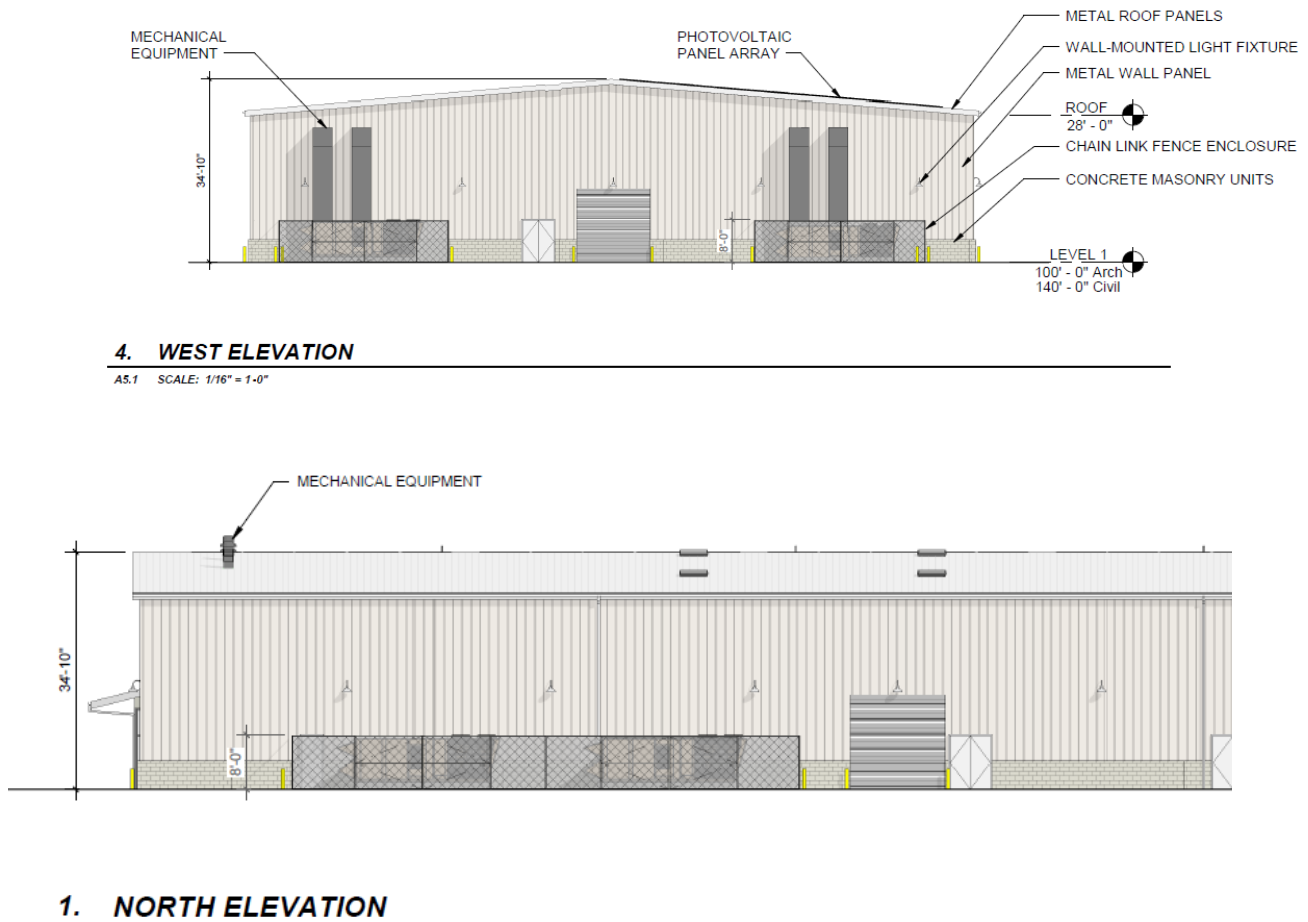 MECHANICAL
EQUIPMENT
PHOTOVOLTAIC
PANEL ARRAY
METAL ROOF PANELS
WALL-MOUNTED LIGHT FIXTURE
METAL WALL PANEL
ROOF
28' - 0"
CHAIN LINK FENCE ENCLOSURE
CONCRETE MASONRY UNITS
34'-10"
8'-0"
LEVEL 1
100' - 0" Arch
140' - 0" Civil
4. WEST ELEVATION
A5.1 SCALE: 1/16" = 1'-0"
MECHANICAL EQUIPMENT
34'-10"
8'-0"
1. NORTH ELEVATION